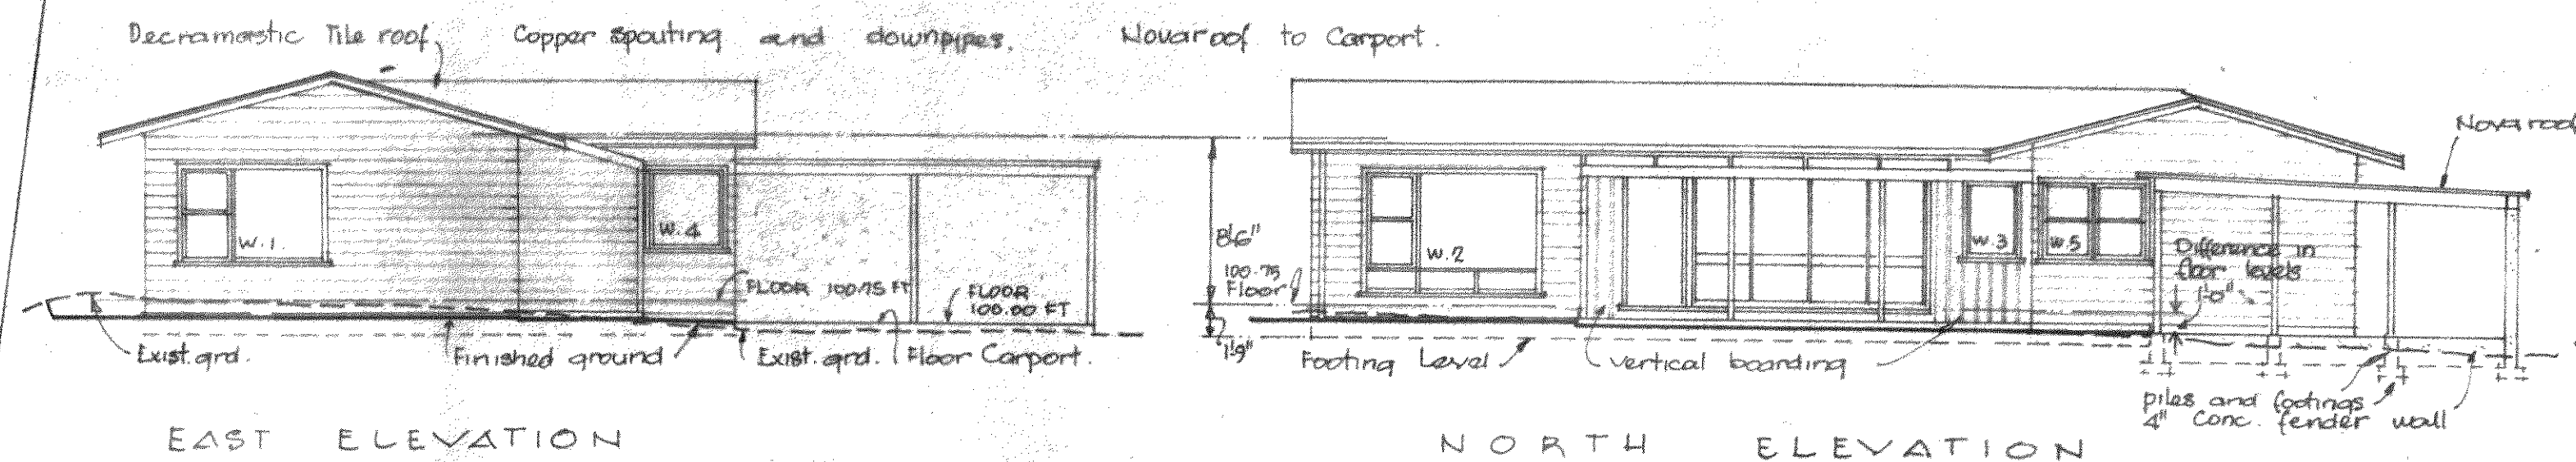 Decramastic Tile roof. Copper Spouting and downpipes. Novaroof to Carport.
Novaroof
W.1.
W.4
FLOOR 100.75 FT
FLOOR
100.00 FT
Exist. grd.
Finished ground
Exist. grd.
Floor Carport.
EAST ELEVATION
8'6"
100.75
Floor
1'9"
W.2
W.3
W.5
Difference in
floor levels
1'0"
Footing Level
vertical boarding
piles and footings
4" Conc. fender wall
NORTH ELEVATION